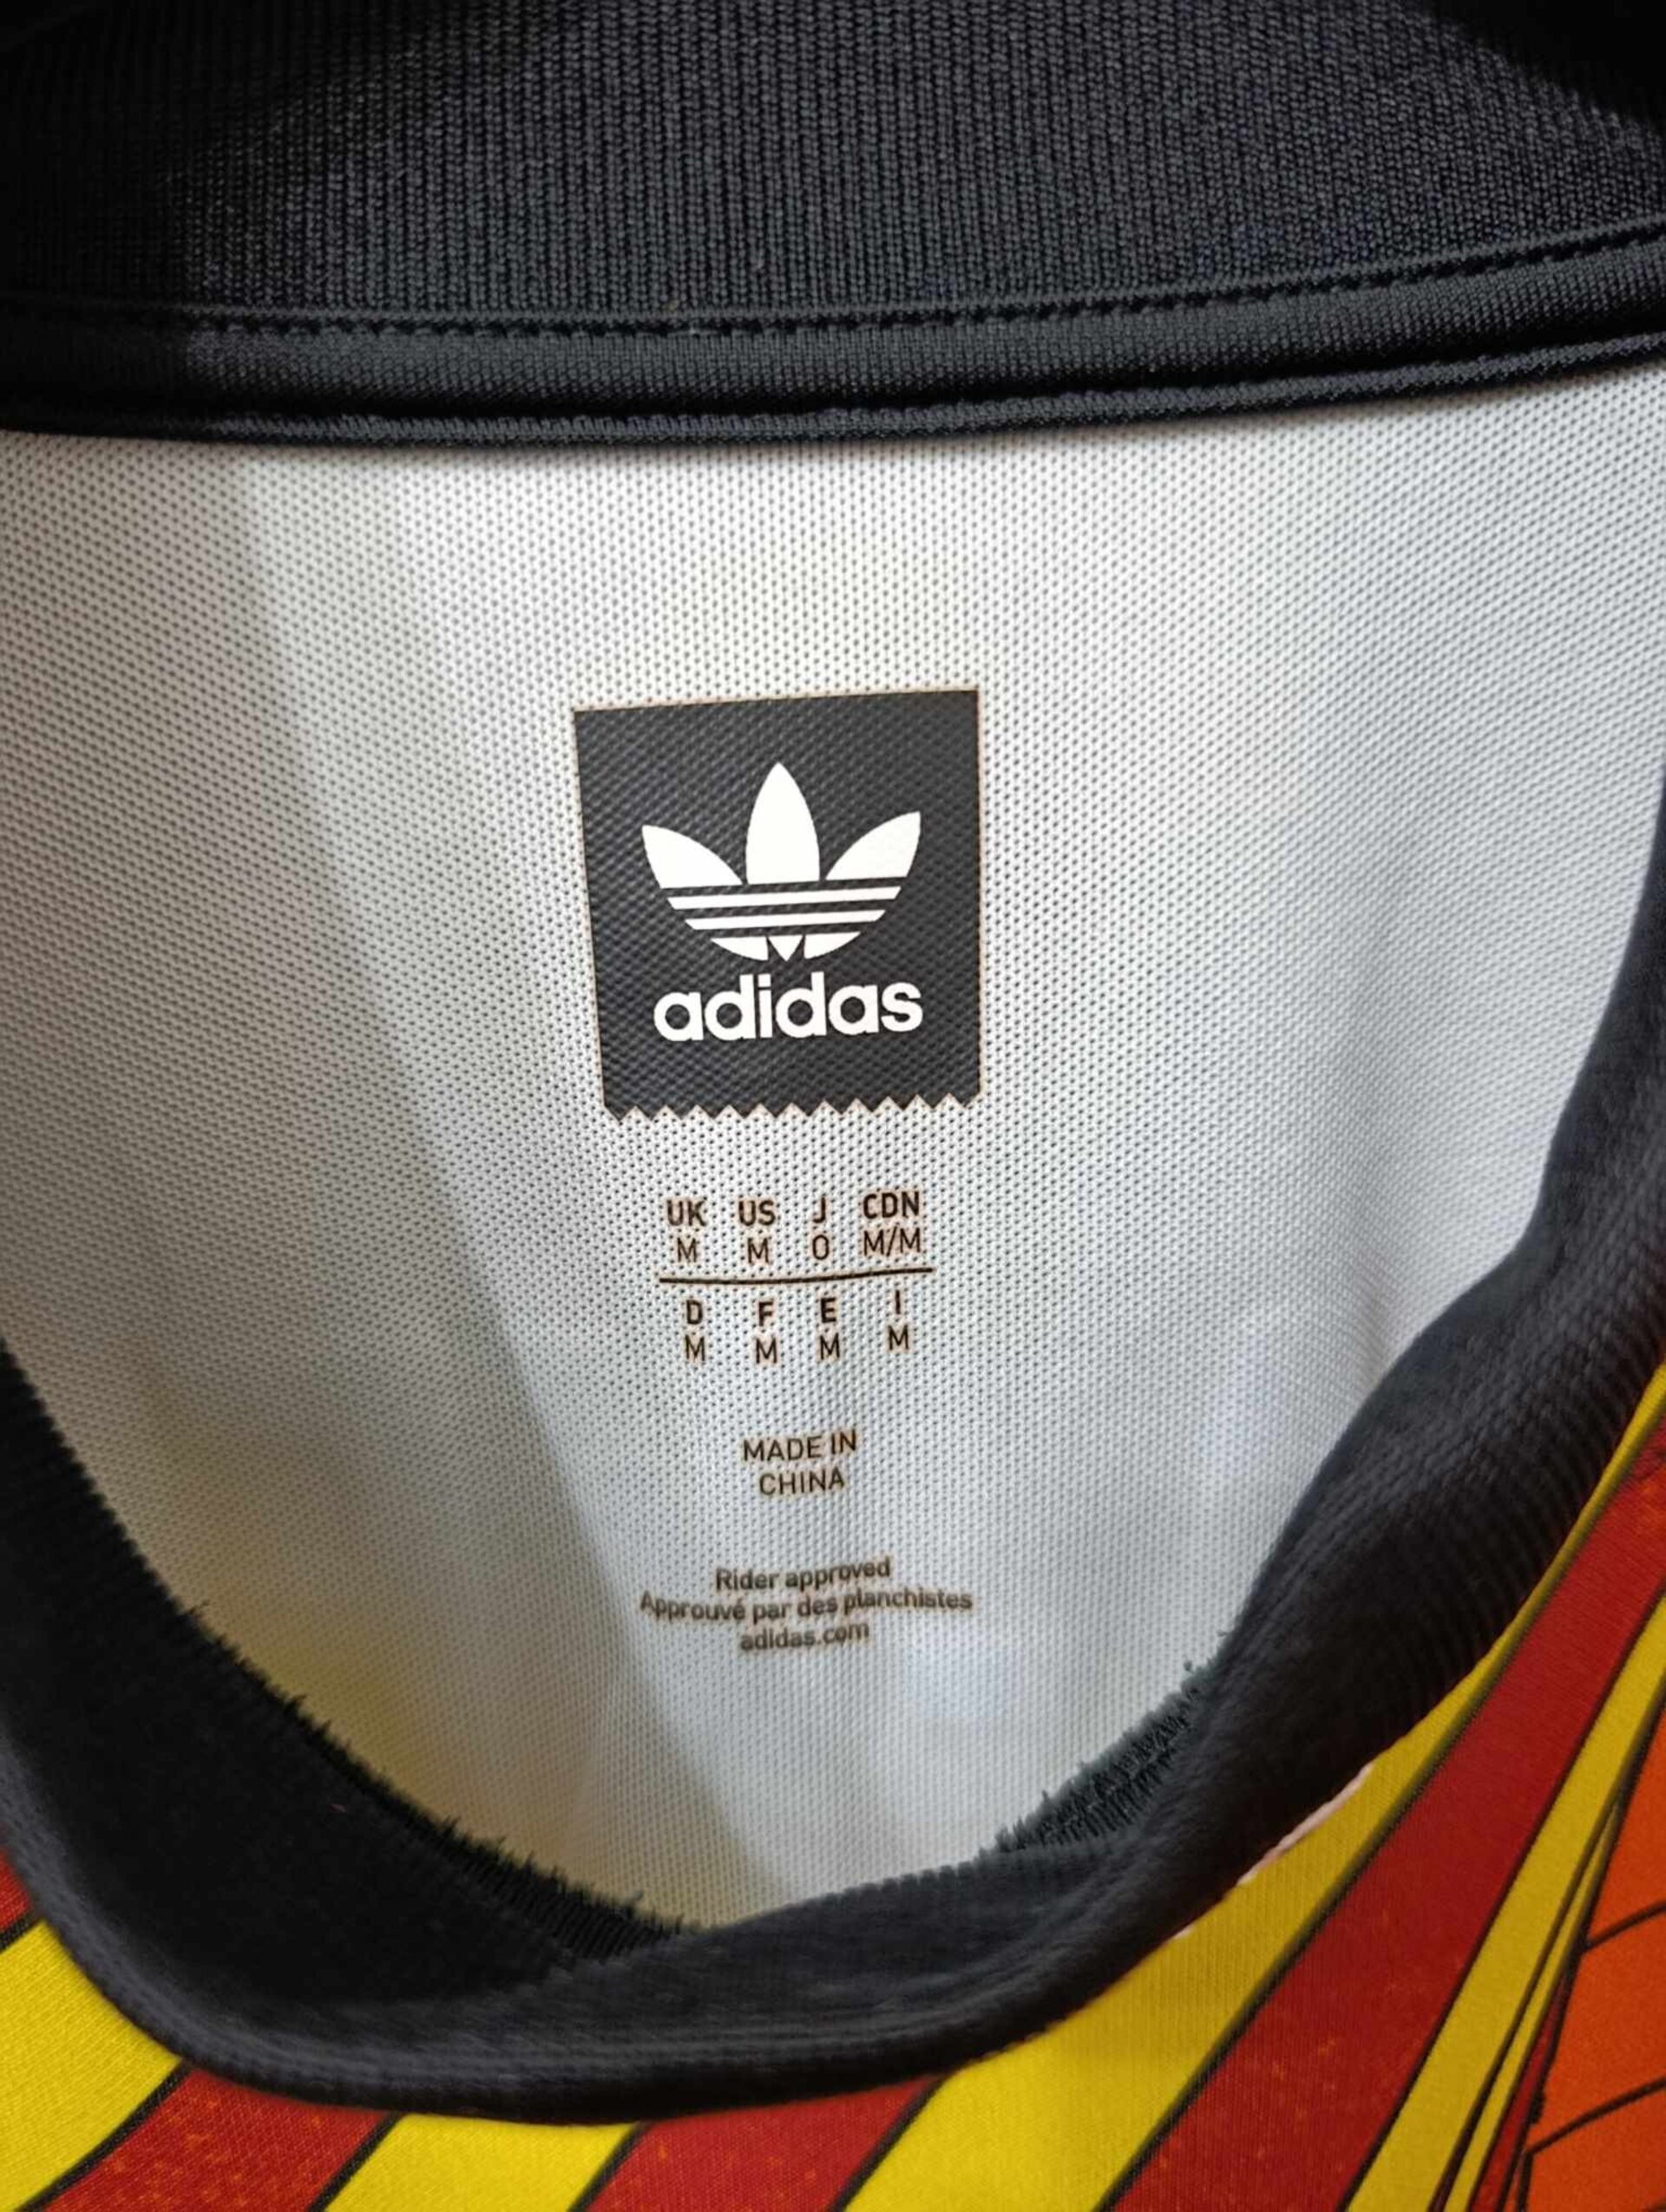 adidas
UK US J CDN
M M O M/M
D F E I
M M M M
MADE IN
CHINA
Rider approved
Approuvé par des planchistes
adidas.com